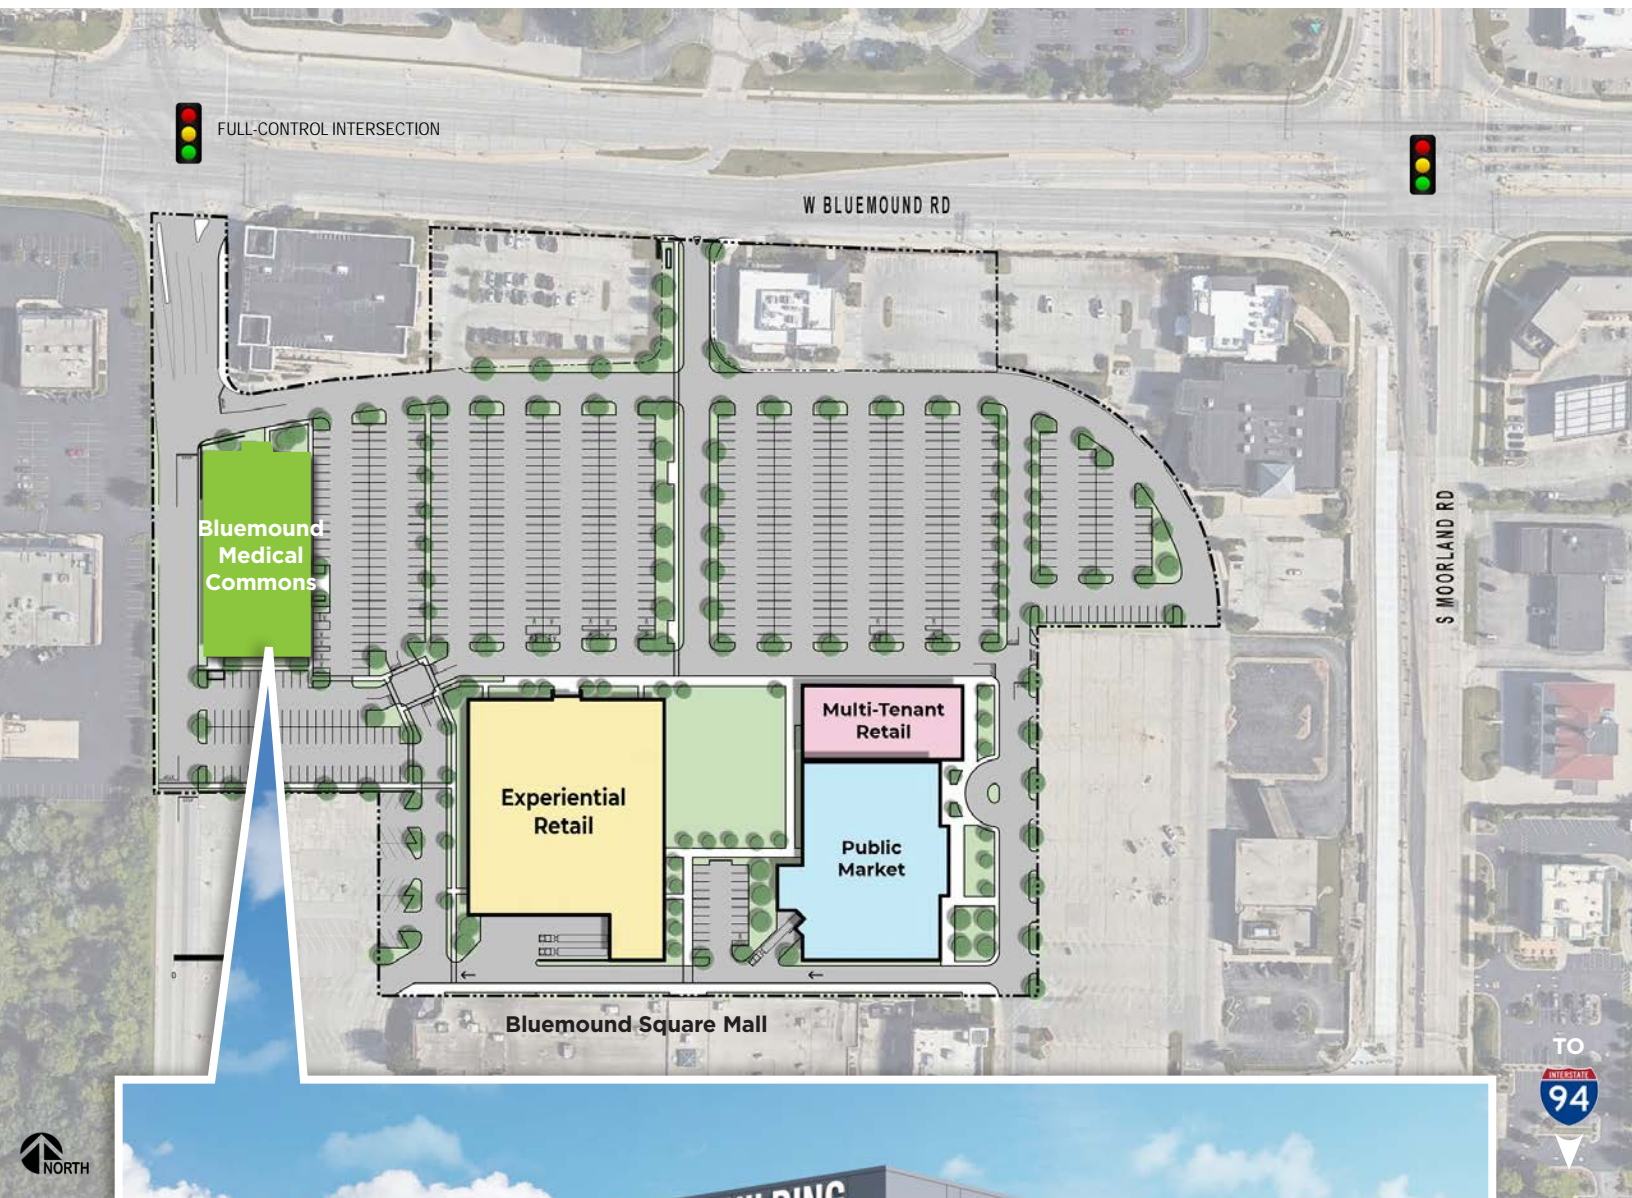 FULL-CONTROL INTERSECTION
W BLUEMOUND RD
S MOORLAND RD
Bluemound
Medical
Commons
Multi-Tenant
Retail
Experiential
Retail
Public
Market
Bluemound Square Mall
0
TO
INTERSTATE
94
NORTH